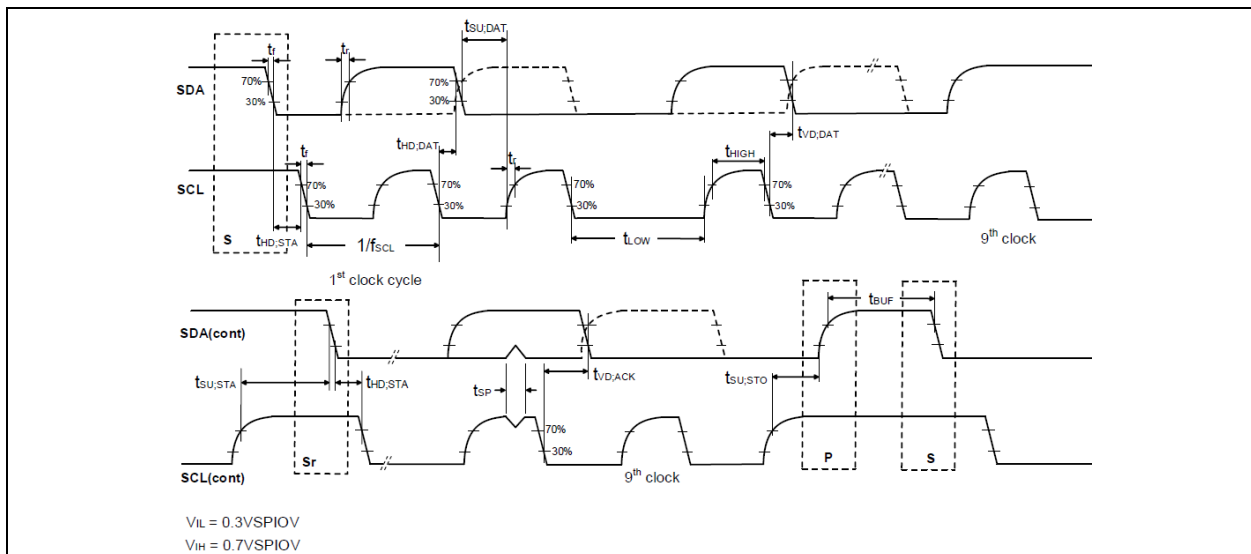 tSU;DAT
tf
tr
70%
30%
70%
30%
SDA
tHD;DAT
tVD;DAT
tf
tr
tHIGH
SCL
70%
30%
70%
30%
70%
30%
70%
30%
S
tHD;STA
1/fSCL
tLOW
9th clock
1st clock cycle
P
S
tBUF
SDA(cont)
tSU;STA
tHD;STA
tSP
tVD;ACK
tSU;STO
70%
30%
Sr
SCL(cont)
9th clock
VIL = 0.3VSPIOV
VIH = 0.7VSPIOV